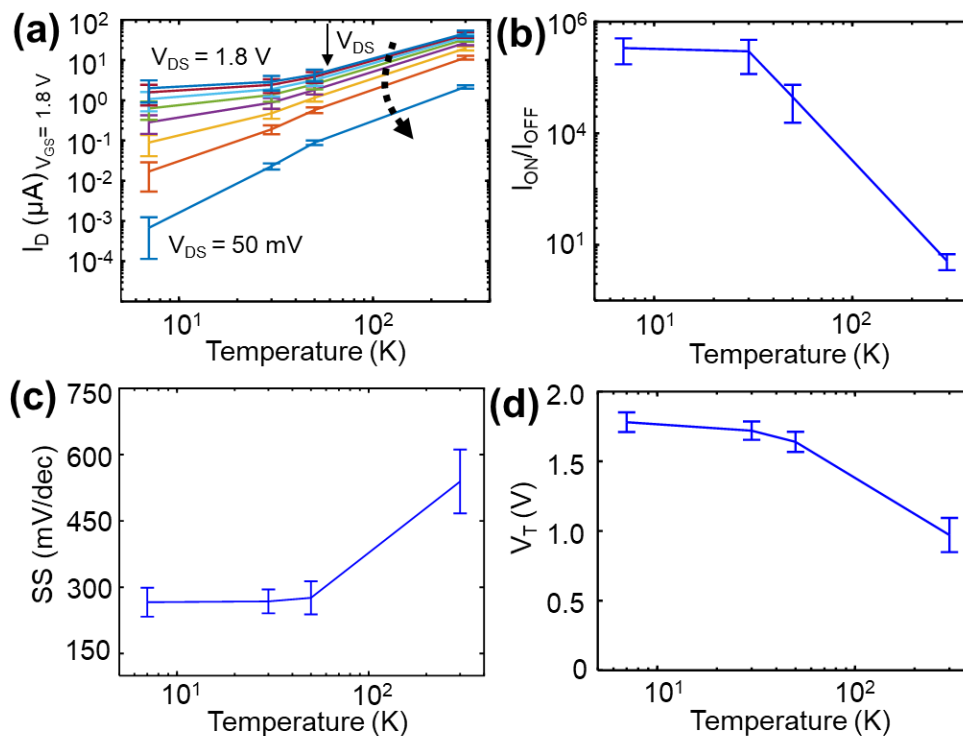 (a)
10²
10¹
10⁰
10⁻¹
10⁻²
10⁻³
10⁻⁴
I_D (µA)_{V_GS = 1.8 V}
V_DS = 1.8 V
V_DS
V_DS = 50 mV
10¹
10²
Temperature (K)
(b)
10⁶
10⁴
10¹
I_ON/I_OFF
10¹
10²
Temperature (K)
(c)
750
600
450
300
150
SS (mV/dec)
10¹
10²
Temperature (K)
(d)
2.0
1.5
1.0
0.5
0
V_T (V)
10¹
10²
Temperature (K)